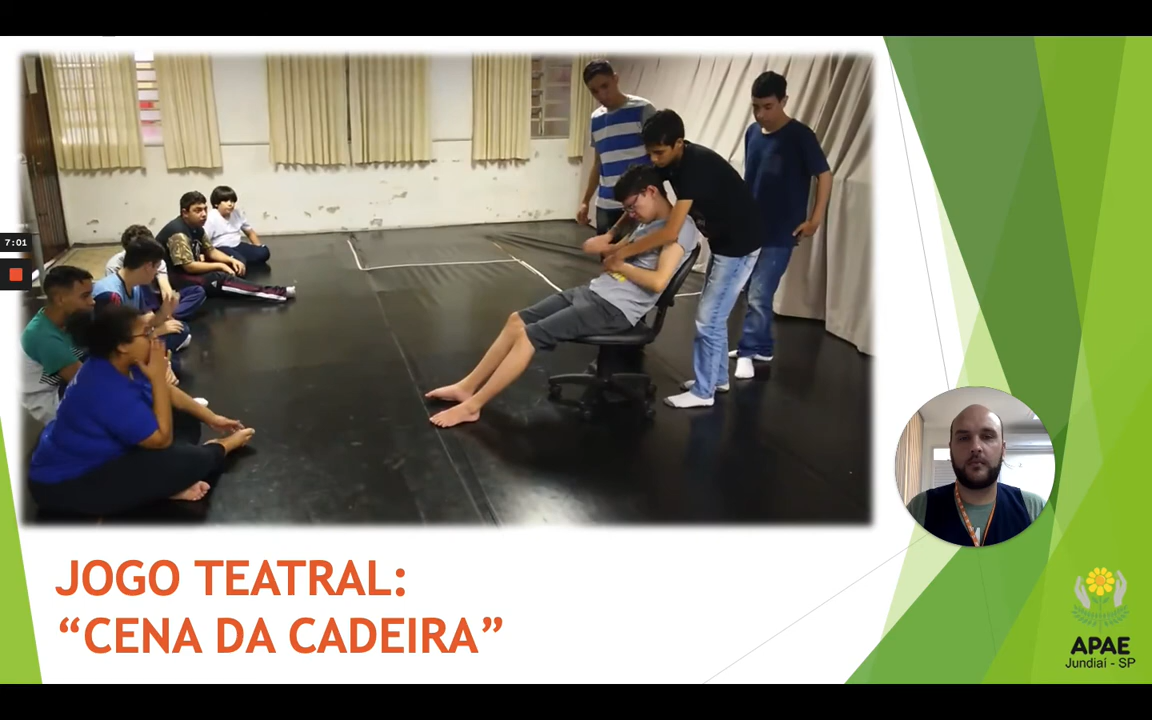 7:01
JOGO TEATRAL:
“CENA DA CADEIRA”
APAE
Jundiaí - SP